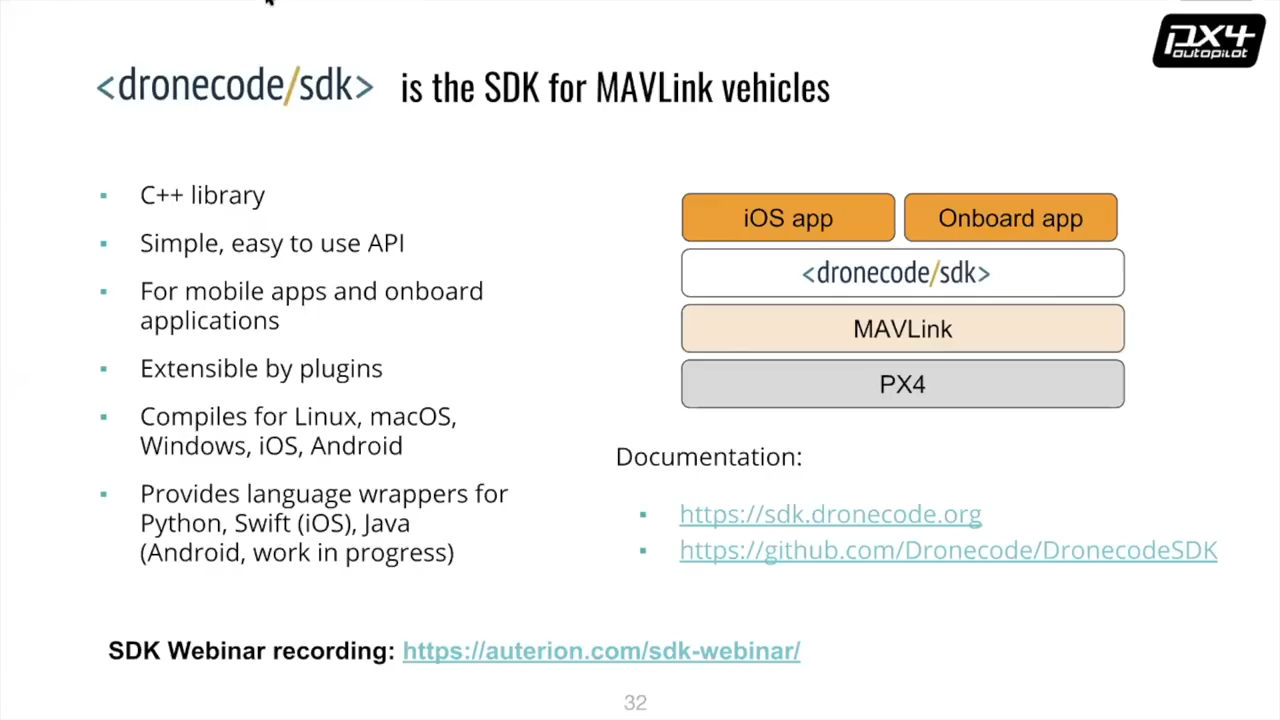 PX4
autopilot
<dronecode/sdk> is the SDK for MAVLink vehicles
▪ C++ library
▪ Simple, easy to use API
▪ For mobile apps and onboard
applications
▪ Extensible by plugins
▪ Compiles for Linux, macOS,
Windows, iOS, Android
▪ Provides language wrappers for
Python, Swift (iOS), Java
(Android, work in progress)
iOS app
Onboard app
<dronecode/sdk>
MAVLink
PX4
Documentation:
▪ https://sdk.dronecode.org
▪ https://github.com/Dronecode/DronecodeSDK
SDK Webinar recording: https://auterion.com/sdk-webinar/
32